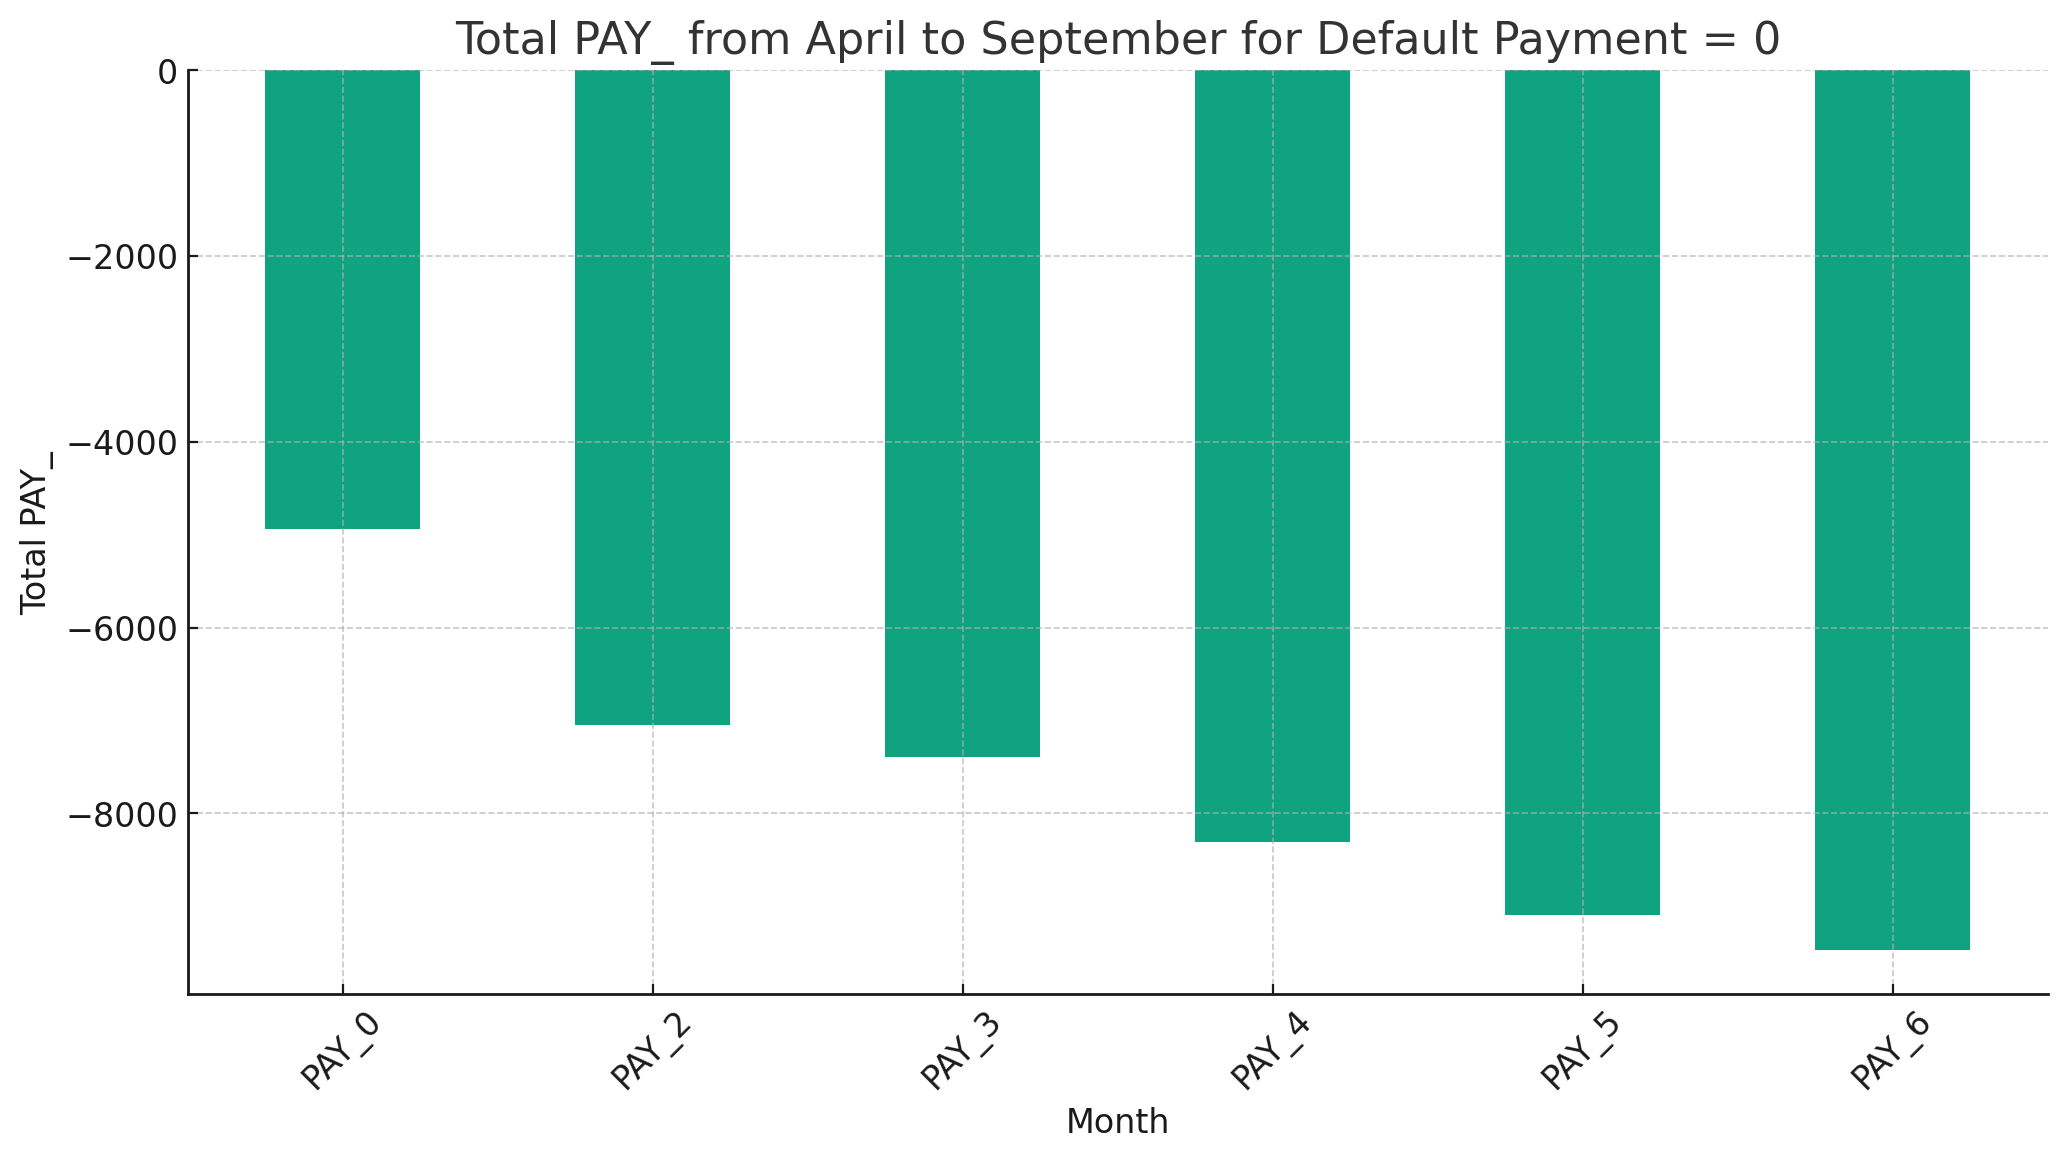 Total PAY_ from April to September for Default Payment = 0
0
−2000
−4000
−6000
−8000
Total PAY_
PAY_0
PAY_2
PAY_3
PAY_4
PAY_5
PAY_6
Month